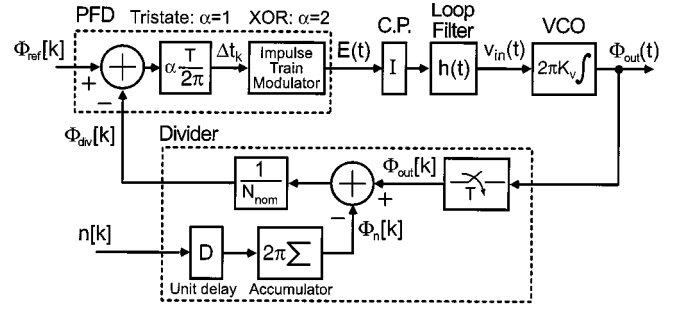 PFD Tristate: α=1 XOR: α=2
C.P.
Loop
Filter
VCO
Φref[k]
+
−
α T/2π
Δtk
Impulse
Train
Modulator
E(t)
I
h(t)
vin(t)
2πKv∫
Φout(t)
Φdiv[k]
Divider
1/Nnom
Φout[k]
+
−
T
Φn[k]
n[k]
D
2πΣ
Unit delay
Accumulator